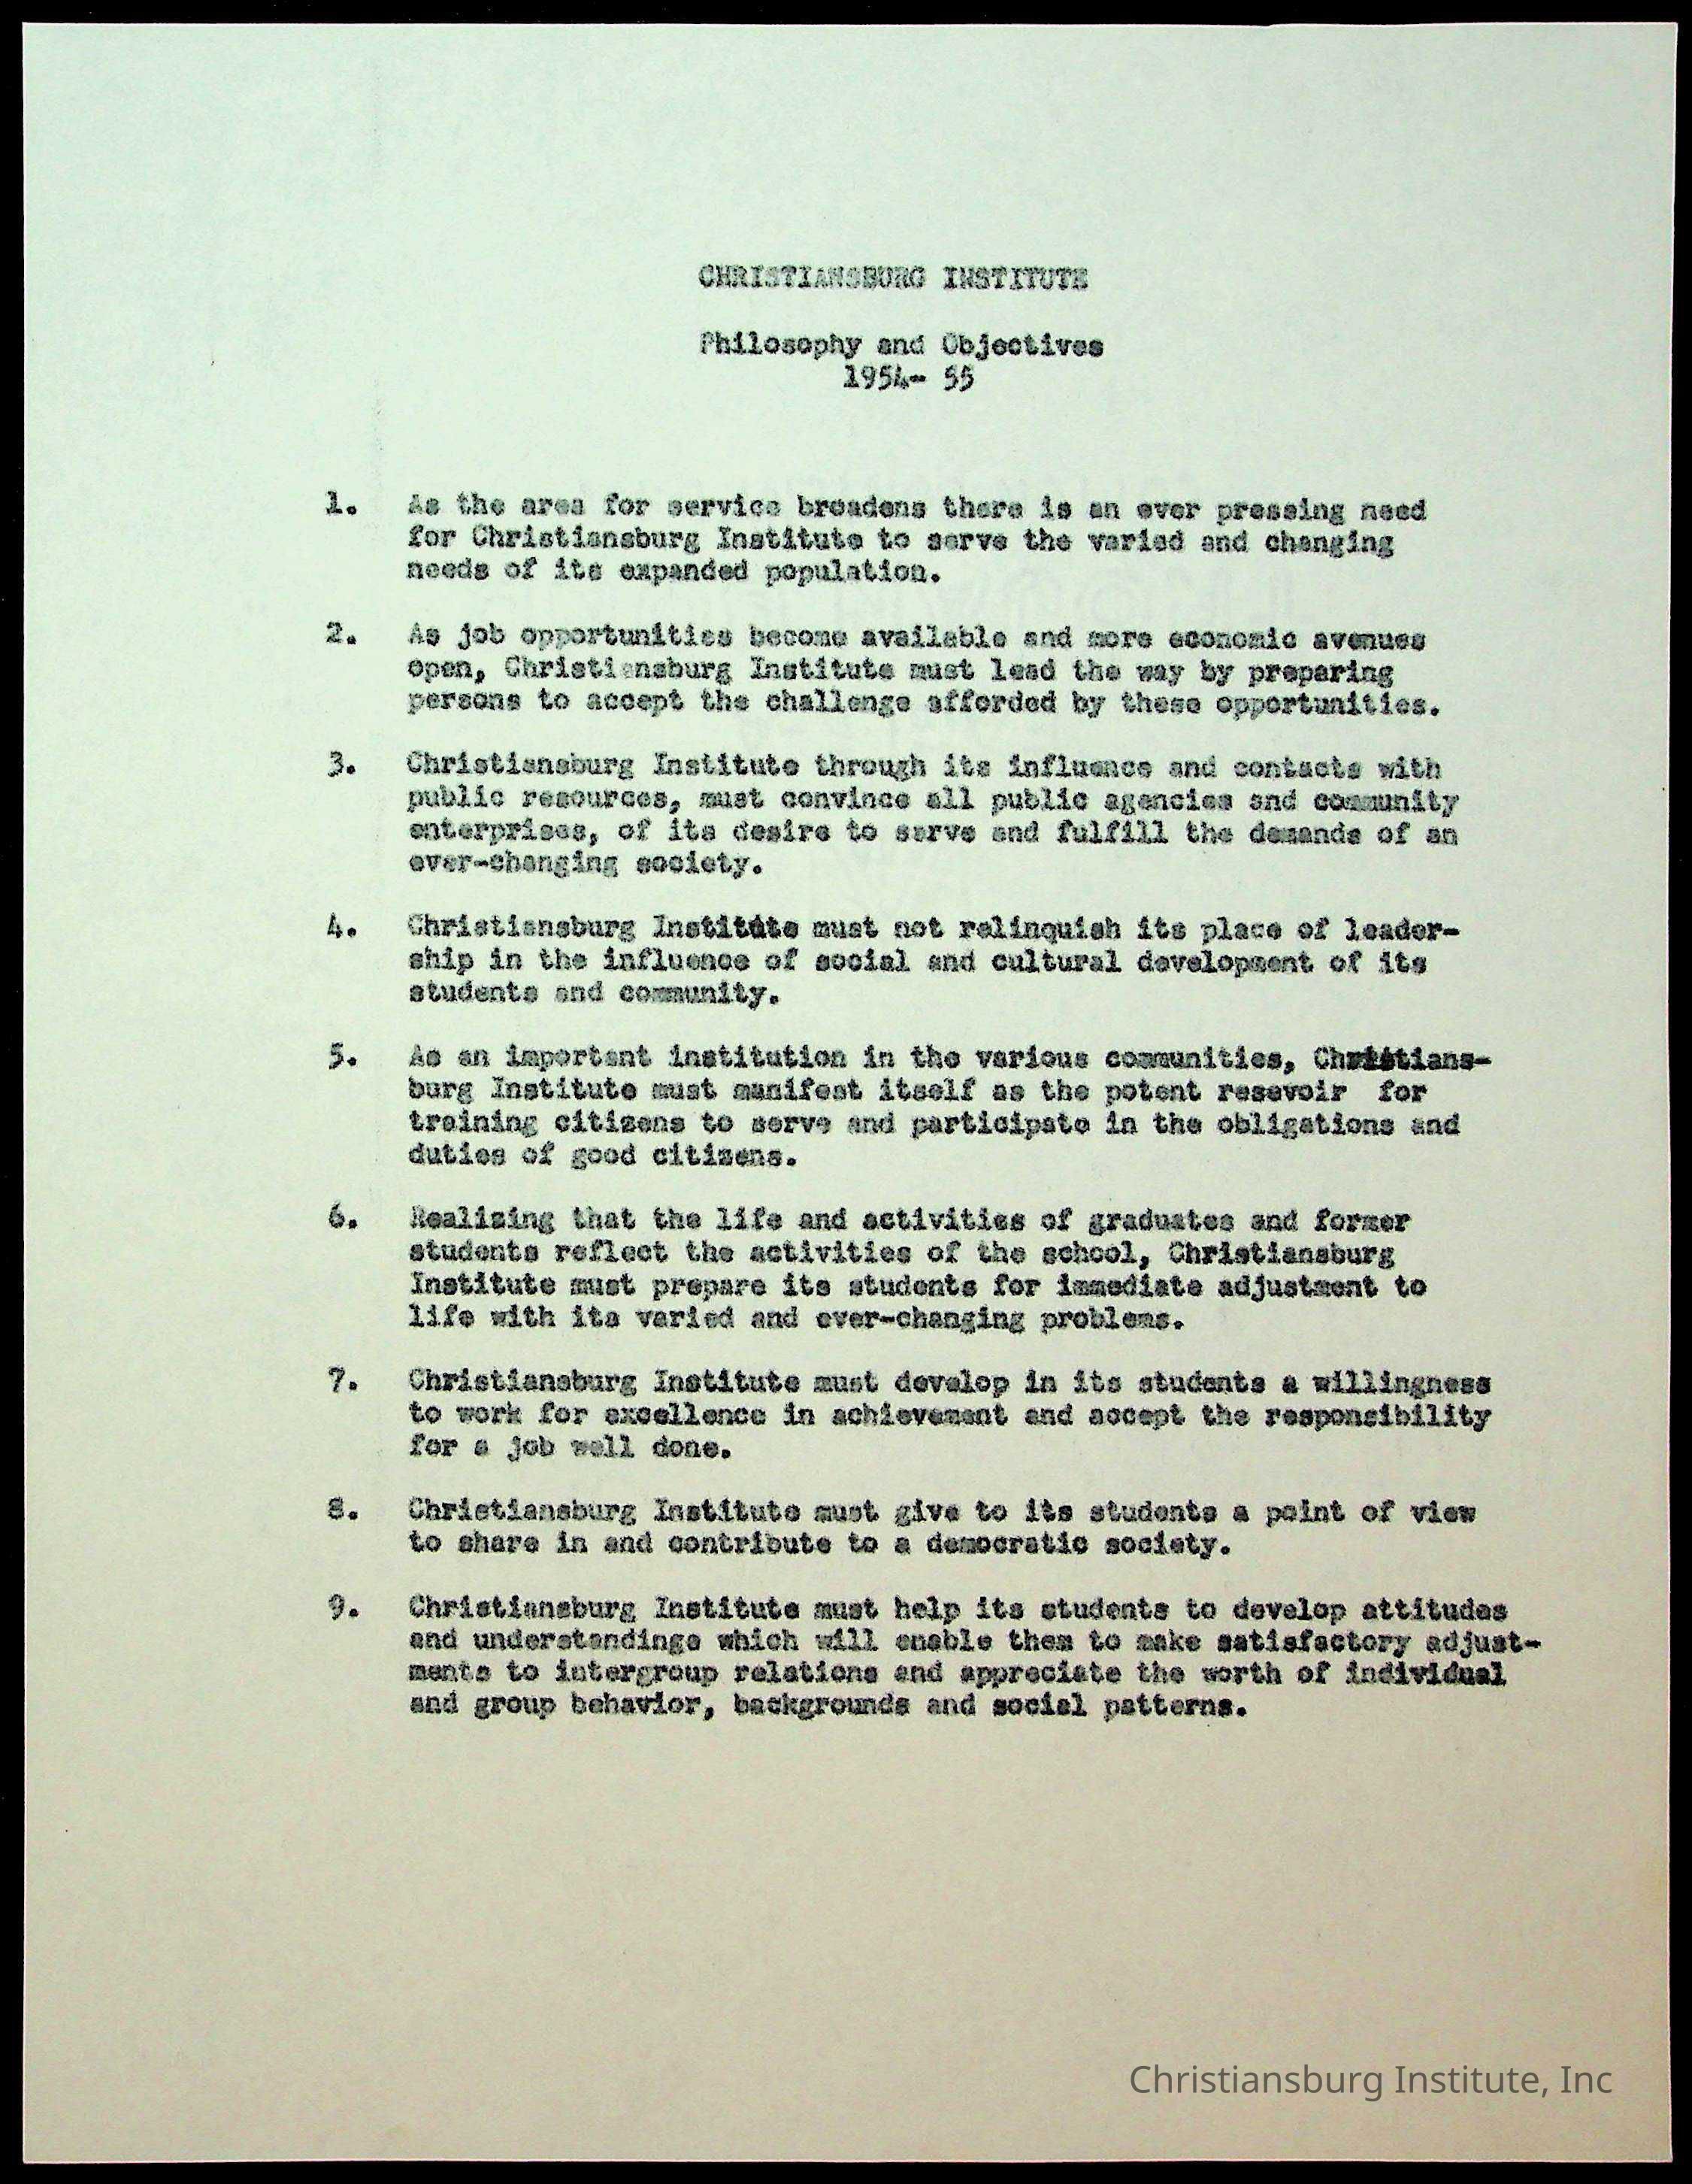 CHRISTIANSBURG INSTITUTE
Philosophy and Objectives
1954- 55
1. As the area for service broadens there is an ever pressing need
for Christiansburg Institute to serve the varied and changing
needs of its expanded population.
2. As job opportunities become available and more economic avenues
open, Christiansburg Institute must lead the way by preparing
persons to accept the challenge afforded by these opportunities.
3. Christiansburg Institute through its influence and contacts with
public resources, must convince all public agencies and community
enterprises, of its desire to serve and fulfill the demands of an
ever-changing society.
4. Christiansburg Institute must not relinquish its place of leader-
ship in the influence of social and cultural development of its
students and community.
5. As an important institution in the various communities, Christians-
burg Institute must manifest itself as the potent resevoir for
training citizens to serve and participate in the obligations and
duties of good citizens.
6. Realizing that the life and activities of graduates and former
students reflect the activities of the school, Christiansburg
Institute must prepare its students for immediate adjustment to
life with its varied and ever-changing problems.
7. Christiansburg Institute must develop in its students a willingness
to work for excellence in achievement and accept the responsibility
for a job well done.
8. Christiansburg Institute must give to its students a point of view
to share in and contribute to a democratic society.
9. Christiansburg Institute must help its students to develop attitudes
and understandings which will enable them to make satisfactory adjust-
ments to intergroup relations and appreciate the worth of individual
and group behavior, backgrounds and social patterns.
Christiansburg Institute, Inc